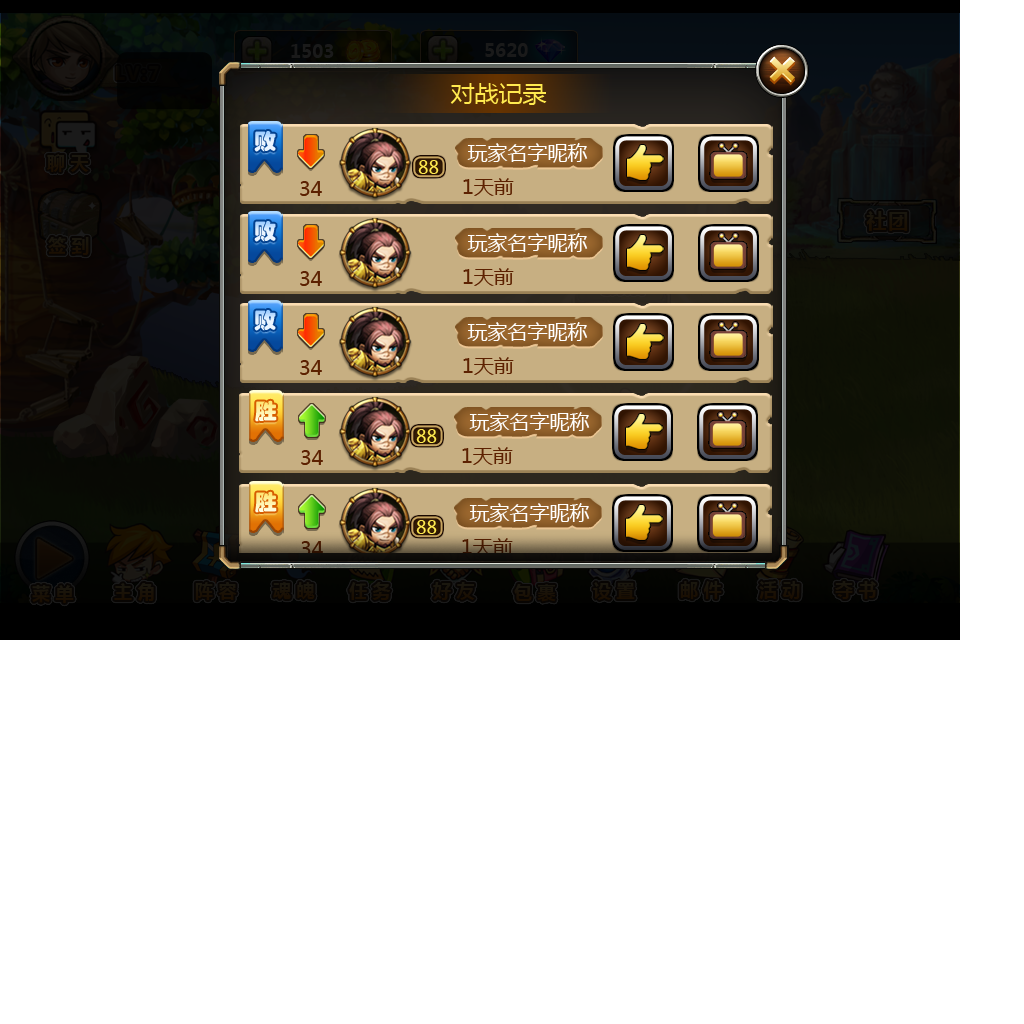 1503
5620
对战记录
聊天
签到
社团
败
34
88
玩家名字昵称
1天前
败
34
玩家名字昵称
1天前
败
34
玩家名字昵称
1天前
胜
34
88
玩家名字昵称
1天前
胜
34
88
玩家名字昵称
1天前
菜单
主角
阵容
魂魄
任务
好友
包裹
设置
邮件
活动
夺书